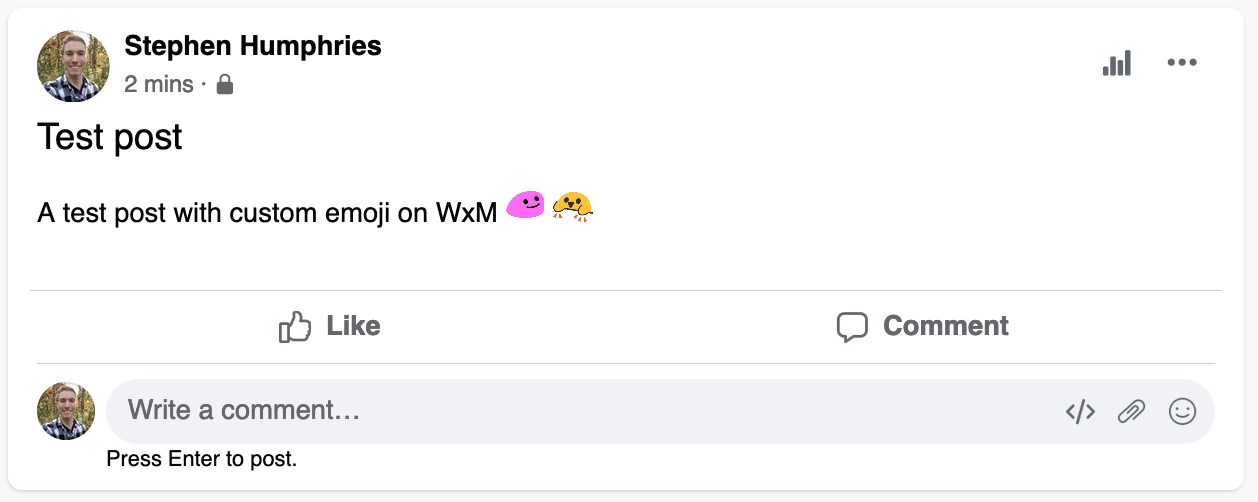 Stephen Humphries
2 mins ·
Test post
A test post with custom emoji on WxM
Like
Comment
Write a comment…
Press Enter to post.